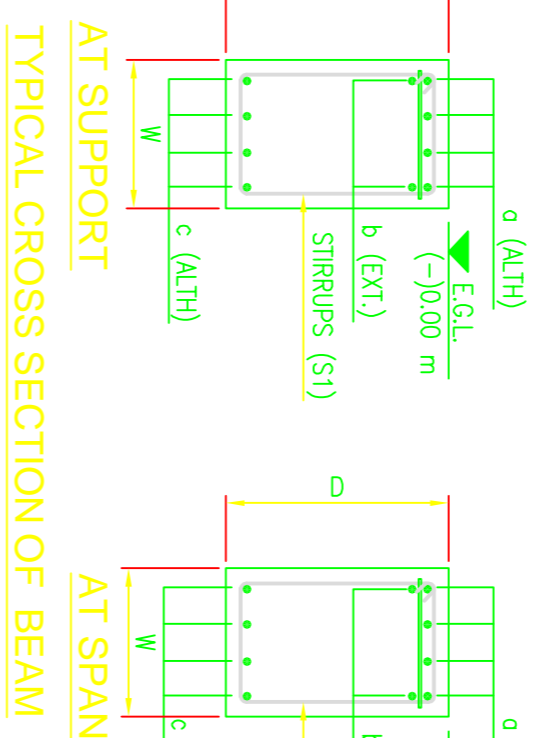 a (ALTH)
E.G.L.
(-)0.00 m
b (EXT.)
STIRRUPS (S1)
c (ALTH)
W
AT SUPPORT
a
D
c
W
AT SPAN
TYPICAL CROSS SECTION OF BEAM